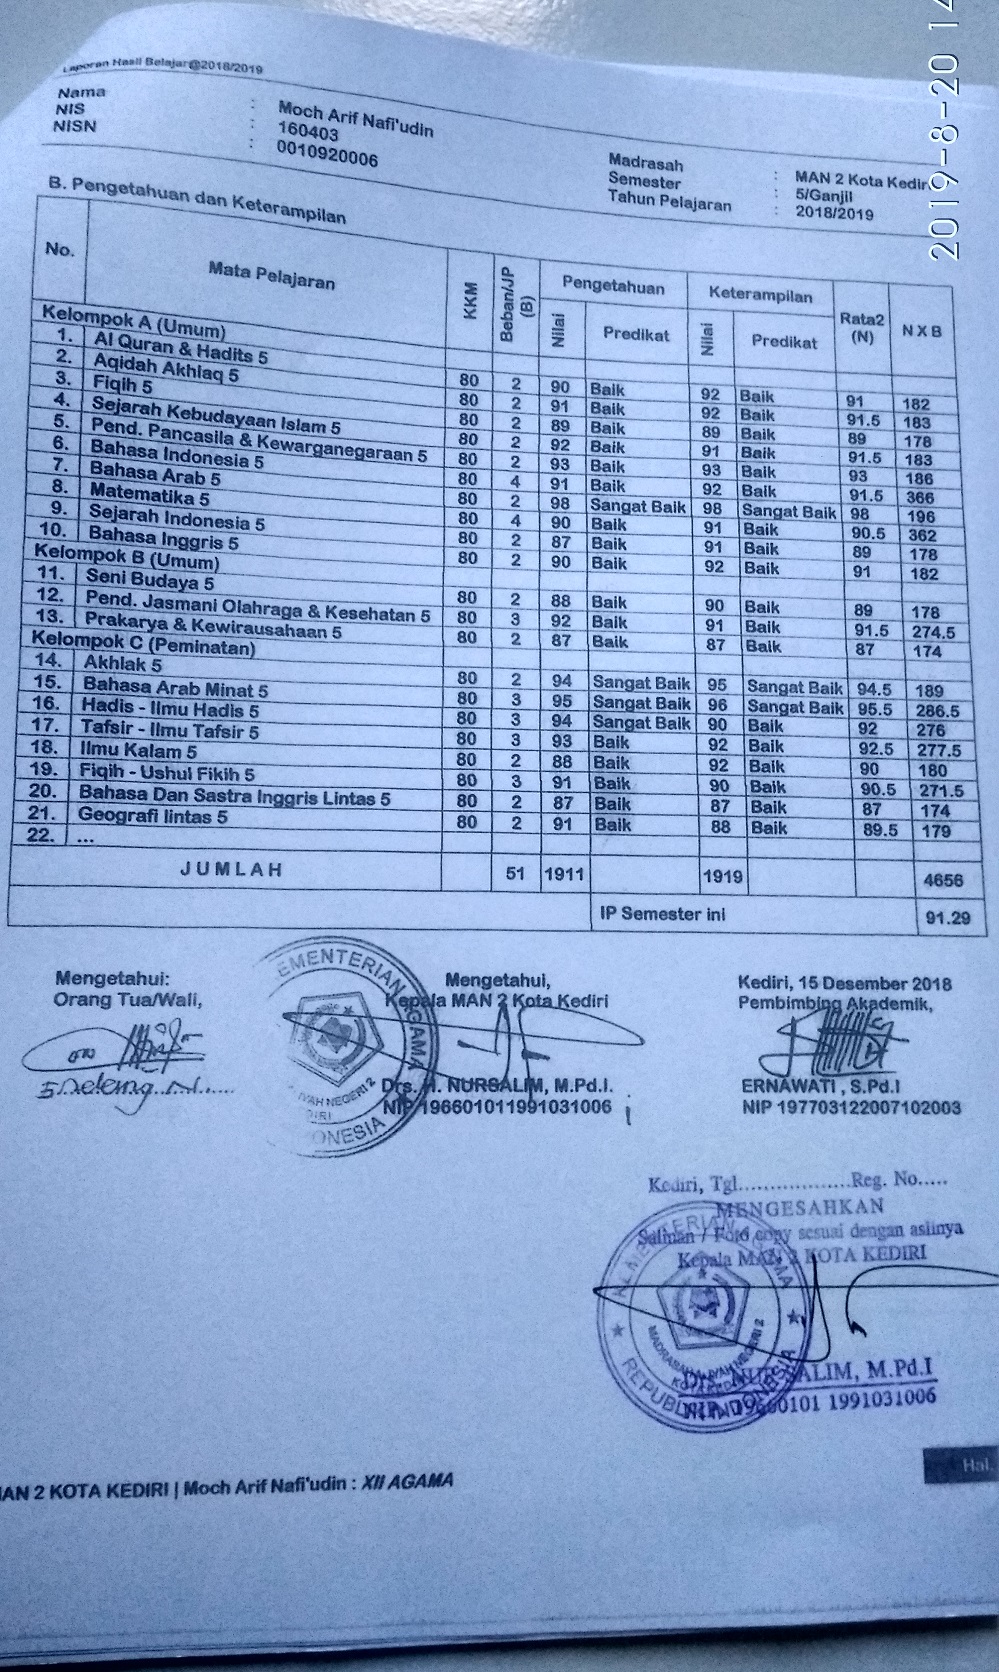 Laporan Hasil Belajar@2018/2019
2019-8-20 14
Nama : Moch Arif Nafi'udin
NIS : 160403
NISN : 0010920006
Madrasah : MAN 2 Kota Kediri
Semester : 5/Ganjil
Tahun Pelajaran : 2018/2019
B. Pengetahuan dan Keterampilan
No. Mata Pelajaran KKM Beban/JP (B) Pengetahuan Keterampilan Rata2 (N) N X B
Nilai Predikat Nilai Predikat
Kelompok A (Umum)
1. Al Quran & Hadits 5 80 2 90 Baik 92 Baik 91 182
2. Aqidah Akhlaq 5 80 2 91 Baik 92 Baik 91.5 183
3. Fiqih 5 80 2 89 Baik 89 Baik 89 178
4. Sejarah Kebudayaan Islam 5 80 2 92 Baik 91 Baik 91.5 183
5. Pend. Pancasila & Kewarganegaraan 5 80 2 93 Baik 93 Baik 93 186
6. Bahasa Indonesia 5 80 4 91 Baik 92 Baik 91.5 366
7. Bahasa Arab 5 80 2 98 Sangat Baik 98 Sangat Baik 98 196
8. Matematika 5 80 4 90 Baik 91 Baik 90.5 362
9. Sejarah Indonesia 5 80 2 87 Baik 91 Baik 89 178
10. Bahasa Inggris 5 80 2 90 Baik 92 Baik 91 182
Kelompok B (Umum)
11. Seni Budaya 5 80 2 88 Baik 90 Baik 89 178
12. Pend. Jasmani Olahraga & Kesehatan 5 80 3 92 Baik 91 Baik 91.5 274.5
13. Prakarya & Kewirausahaan 5 80 2 87 Baik 87 Baik 87 174
Kelompok C (Peminatan)
14. Akhlak 5 80 2 94 Sangat Baik 95 Sangat Baik 94.5 189
15. Bahasa Arab Minat 5 80 3 95 Sangat Baik 96 Sangat Baik 95.5 286.5
16. Hadis - Ilmu Hadis 5 80 3 94 Sangat Baik 90 Baik 92 276
17. Tafsir - Ilmu Tafsir 5 80 3 93 Baik 92 Baik 92.5 277.5
18. Ilmu Kalam 5 80 2 88 Baik 92 Baik 90 180
19. Fiqih - Ushul Fikih 5 80 3 91 Baik 90 Baik 90.5 271.5
20. Bahasa Dan Sastra Inggris Lintas 5 80 2 87 Baik 87 Baik 87 174
21. Geografi lintas 5 80 2 91 Baik 88 Baik 89.5 179
22. ...
JUMLAH 51 1911 1919 4656
IP Semester ini 91.29
Mengetahui:
Orang Tua/Wali,
Mengetahui,
Kepala MAN 2 Kota Kediri
Drs. H. NURSALIM, M.Pd.I.
NIP 196601011991031006
Kediri, 15 Desember 2018
Pembimbing Akademik,
ERNAWATI , S.Pd.I
NIP 197703122007102003
KEMENTERIAN AGAMA
INDONESIA
Kediri, Tgl..................Reg. No.....
MENGESAHKAN
Salinan / Foto copy sesuai dengan aslinya
Kepala MAN 2 KOTA KEDIRI
KEMENTERIAN AGAMA
MADRASAH ALIYAH NEGERI 2
REPUBLIK INDONESIA
Drs. NURSALIM, M.Pd.I
NIP. 19660101 1991031006
MAN 2 KOTA KEDIRI | Moch Arif Nafi'udin : XII AGAMA
Hal.